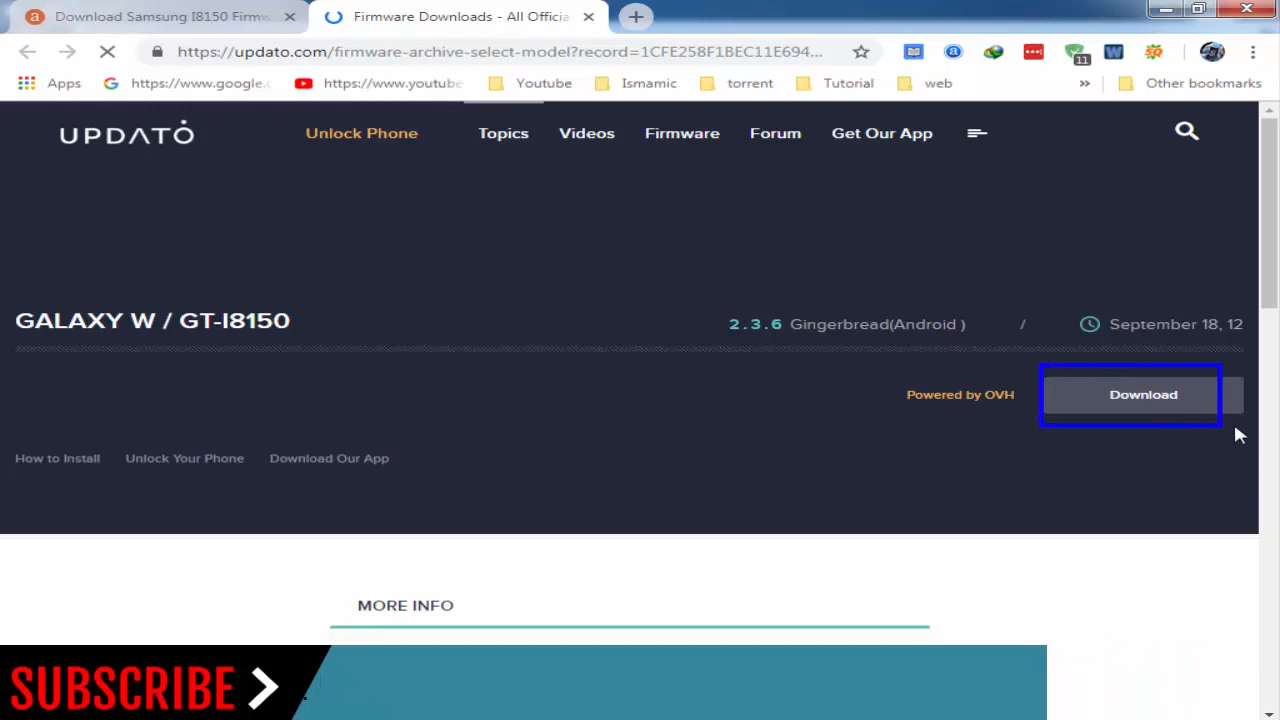 Download Samsung I8150 Firmw
Firmware Downloads - All Officia
https://updato.com/firmware-archive-select-model?record=1CFE258F1BEC11E694...
11
Apps
https://www.google.c
https://www.youtube
Youtube
Ismamic
torrent
Tutorial
web
»
Other bookmarks
UPDATO
Unlock Phone
Topics
Videos
Firmware
Forum
Get Our App
GALAXY W / GT-I8150
2.3.6 Gingerbread(Android )
/
September 18, 12
Powered by OVH
Download
How to Install
Unlock Your Phone
Download Our App
MORE INFO
SUBSCRIBE